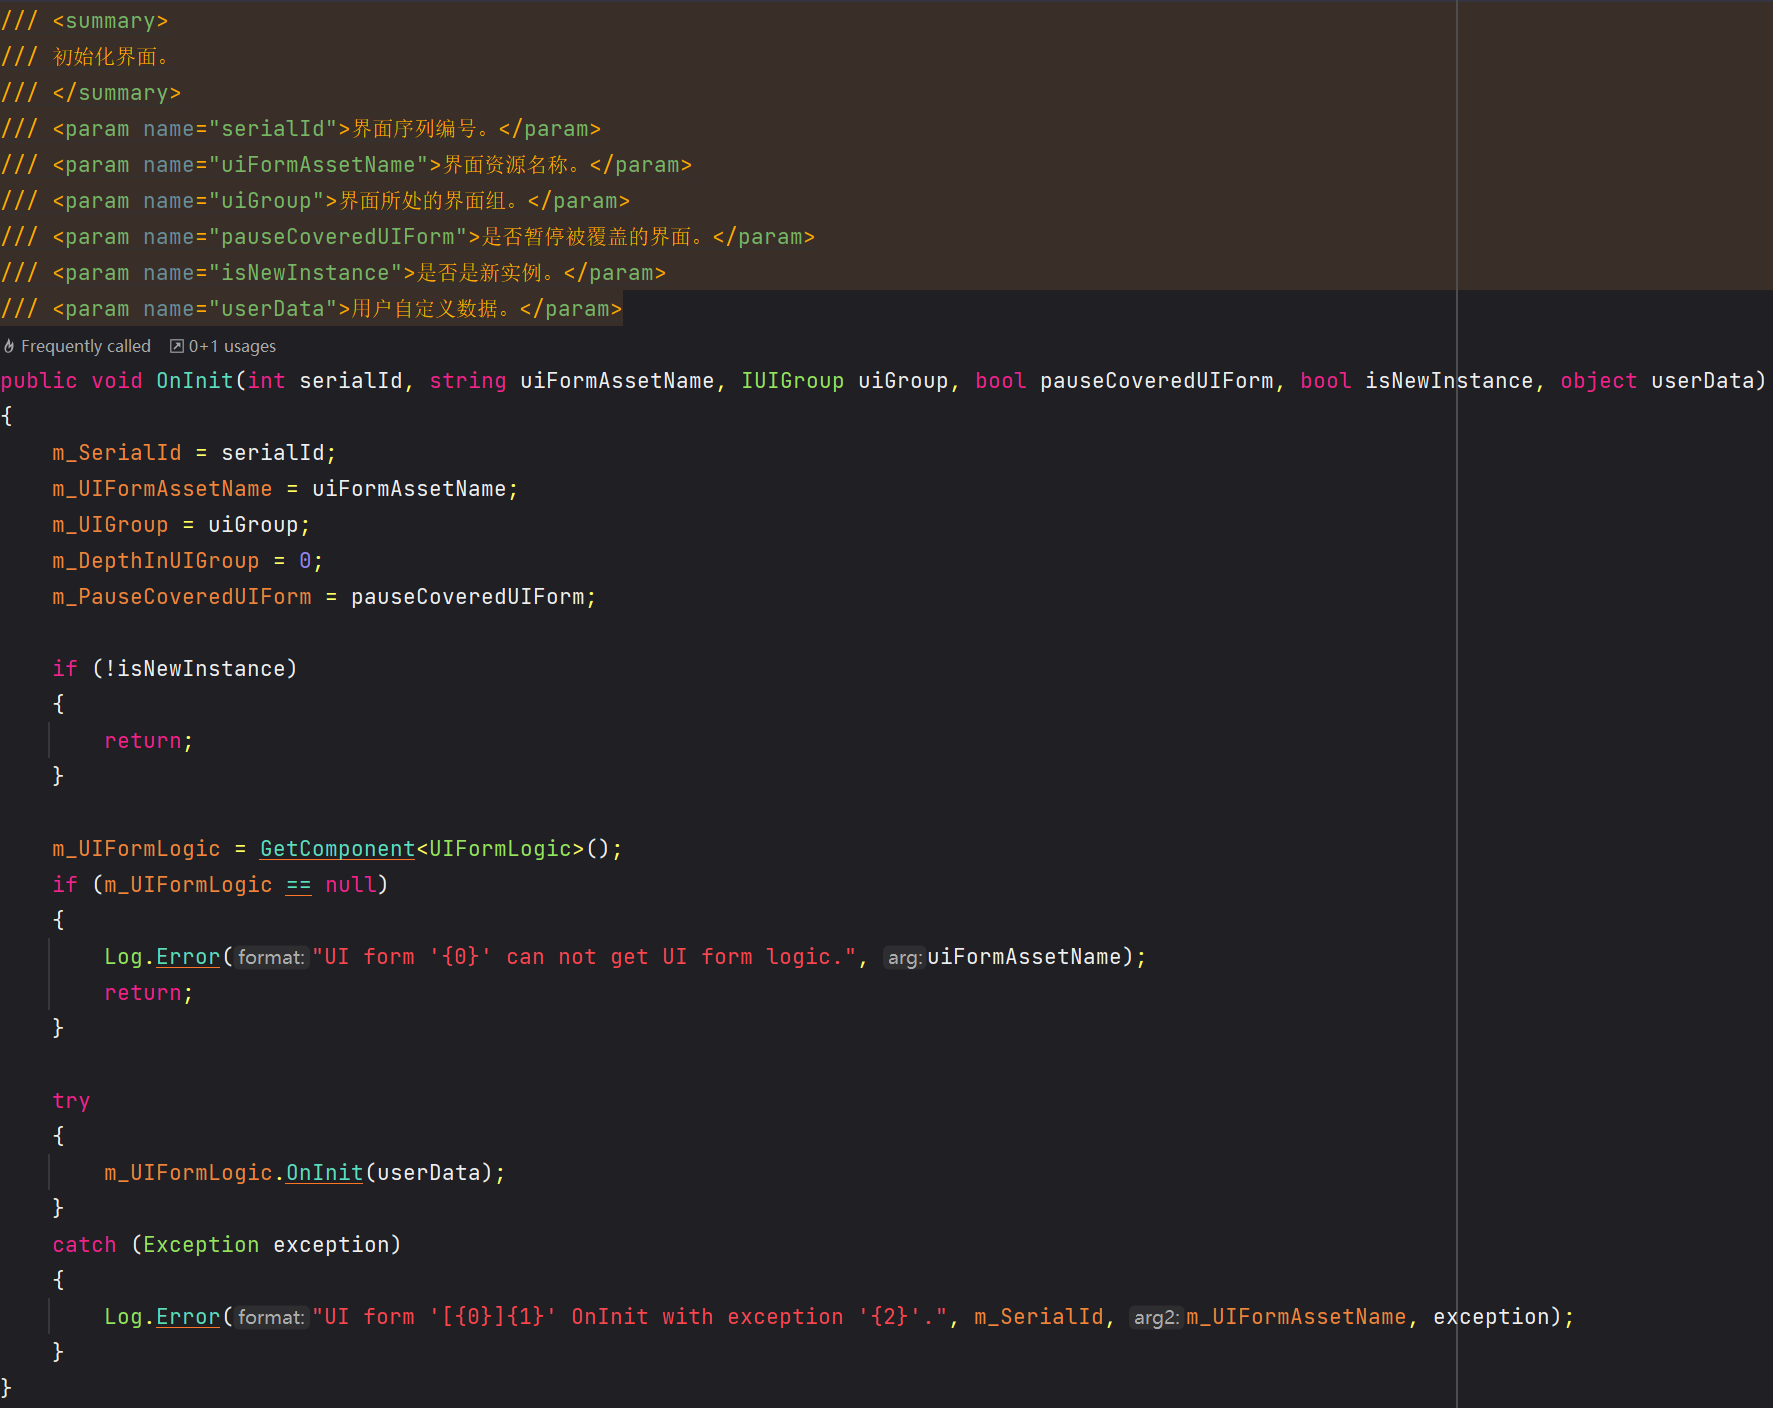 /// <summary>
/// 初始化界面。
/// </summary>
/// <param name="serialId">界面序列编号。</param>
/// <param name="uiFormAssetName">界面资源名称。</param>
/// <param name="uiGroup">界面所处的界面组。</param>
/// <param name="pauseCoveredUIForm">是否暂停被覆盖的界面。</param>
/// <param name="isNewInstance">是否是新实例。</param>
/// <param name="userData">用户自定义数据。</param>
Frequently called 0+1 usages
public void OnInit(int serialId, string uiFormAssetName, IUIGroup uiGroup, bool pauseCoveredUIForm, bool isNewInstance, object userData)
{
    m_SerialId = serialId;
    m_UIFormAssetName = uiFormAssetName;
    m_UIGroup = uiGroup;
    m_DepthInUIGroup = 0;
    m_PauseCoveredUIForm = pauseCoveredUIForm;
    if (!isNewInstance)
    {
        return;
    }
    m_UIFormLogic = GetComponent<UIFormLogic>();
    if (m_UIFormLogic == null)
    {
        Log.Error(format:"UI form '{0}' can not get UI form logic.", arg:uiFormAssetName);
        return;
    }
    try
    {
        m_UIFormLogic.OnInit(userData);
    }
    catch (Exception exception)
    {
        Log.Error(format:"UI form '[{0}]{1}' OnInit with exception '{2}'.", m_SerialId, arg2:m_UIFormAssetName, exception);
    }
}